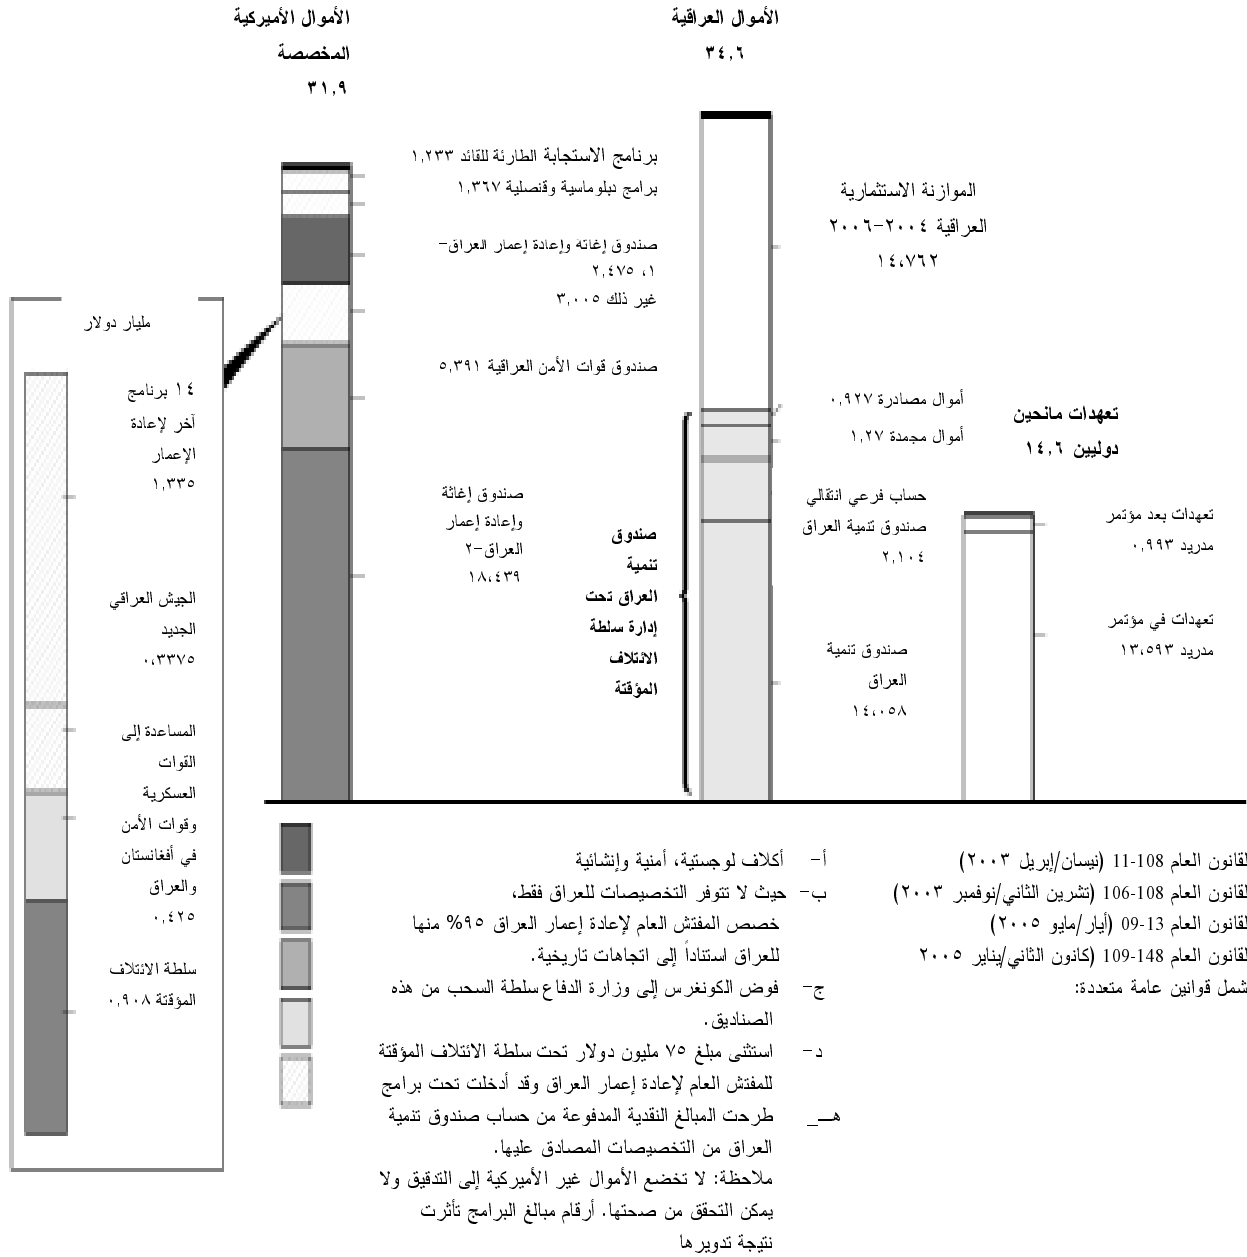 الأموال العراقية
٣٤,٦
الأموال الأميركية
المخصصة
٣١,٩
برنامج الاستجابة الطارئة للقائد ١,٢٣٣
برامج دبلوماسية وقنصلية ١,٣٦٧
صندوق إغاثة وإعادة إعمار العراق-
١، ٢,٤٧٥
غير ذلك ٣,٠٠٥
صندوق قوات الأمن العراقية ٥,٣٩١
صندوق إغاثة
وإعادة إعمار
العراق-٢
١٨،٤٣٩
الموازنة الاستثمارية
العراقية ٢٠٠٤-٢٠٠٦
١٤،٧٦٢
أموال مصادرة ٠,٩٢٧
أموال مجمدة ١,٢٧
حساب فرعي انتقالي
صندوق تنمية العراق
٢,١٠٤
صندوق تنمية
العراق
١٤,٠٥٨
صندوق
تنمية
العراق تحت
إدارة سلطة
الائتلاف
المؤقتة
تعهدات مانحين
دوليين ١٤,٦
تعهدات بعد مؤتمر
مدريد ٠,٩٩٣
تعهدات في مؤتمر
مدريد ١٣،٥٩٣
مليار دولار
١٤ برنامج
آخر لإعادة
الإعمار
١,٣٣٥
الجيش العراقي
الجديد
٠،٣٣٧٥
المساعدة إلى
القوات
العسكرية
وقوات الأمن
في أفغانستان
والعراق
٠,٤٢٥
سلطة الائتلاف
المؤقتة ٠,٩٠٨
لقانون العام 108-11 (نيسان/إبريل ٢٠٠٣)
لقانون العام 108-106 (تشرين الثاني/نوفمبر ٢٠٠٣)
لقانون العام 13-09 (أيار/مايو ٢٠٠٥)
لقانون العام 148-109 (كانون الثاني/يناير ٢٠٠٥
شمل قوانين عامة متعددة:
أ- أكلاف لوجستية، أمنية وإنشائية
ب- حيث لا تتوفر التخصيصات للعراق فقط،
خصص المفتش العام لإعادة إعمار العراق ٩٥% منها
للعراق استناداً إلى اتجاهات تاريخية.
ج- فوض الكونغرس إلى وزارة الدفاع سلطة السحب من هذه
الصناديق.
د- استثنى مبلغ ٧٥ مليون دولار تحت سلطة الائتلاف المؤقتة
للمفتش العام لإعادة إعمار العراق وقد أدخلت تحت برامج
هـ_ طرحت المبالغ النقدية المدفوعة من حساب صندوق تنمية
العراق من التخصيصات المصادق عليها.
ملاحظة: لا تخضع الأموال غير الأميركية إلى التدقيق ولا
يمكن التحقق من صحتها. أرقام مبالغ البرامج تأثرت
نتيجة تدويرها